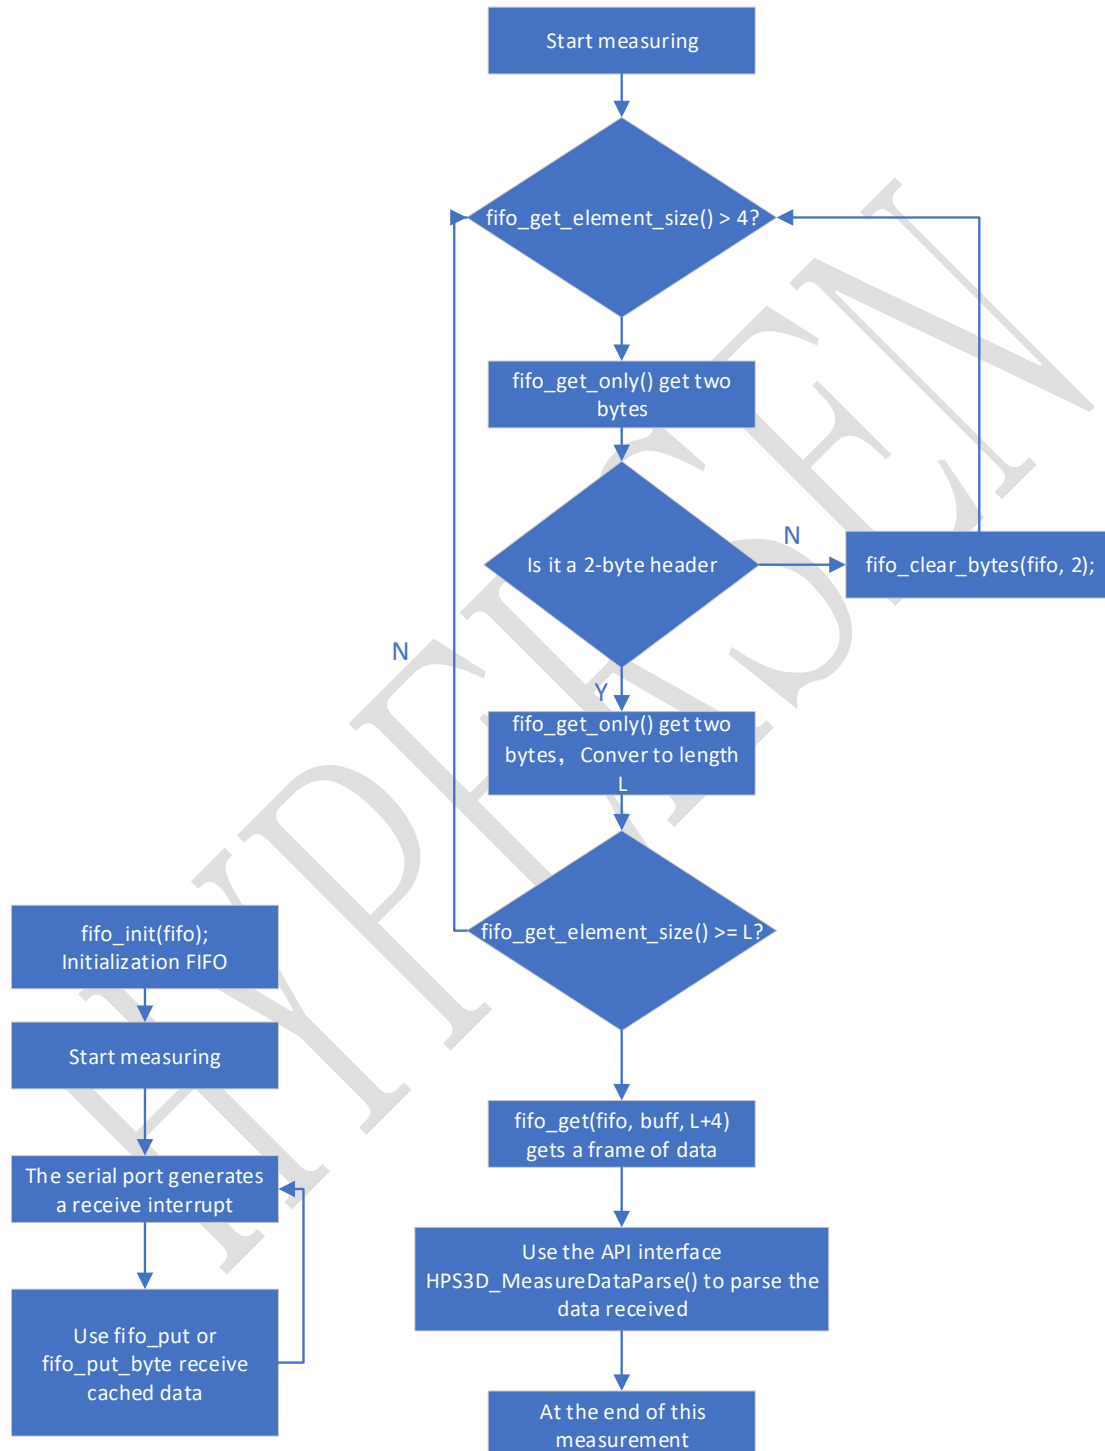 Start measuring
fifo_get_element_size() > 4?
fifo_get_only() get two
bytes
Is it a 2-byte header
N
fifo_clear_bytes(fifo, 2);
N
Y
fifo_get_only() get two
bytes，Conver to length
L
fifo_get_element_size() >= L?
fifo_get(fifo, buff, L+4)
gets a frame of data
Use the API interface
HPS3D_MeasureDataParse() to parse the
data received
At the end of this
measurement
fifo_init(fifo);
Initialization FIFO
Start measuring
The serial port generates
a receive interrupt
Use fifo_put or
fifo_put_byte receive
cached data
HYPEASEN